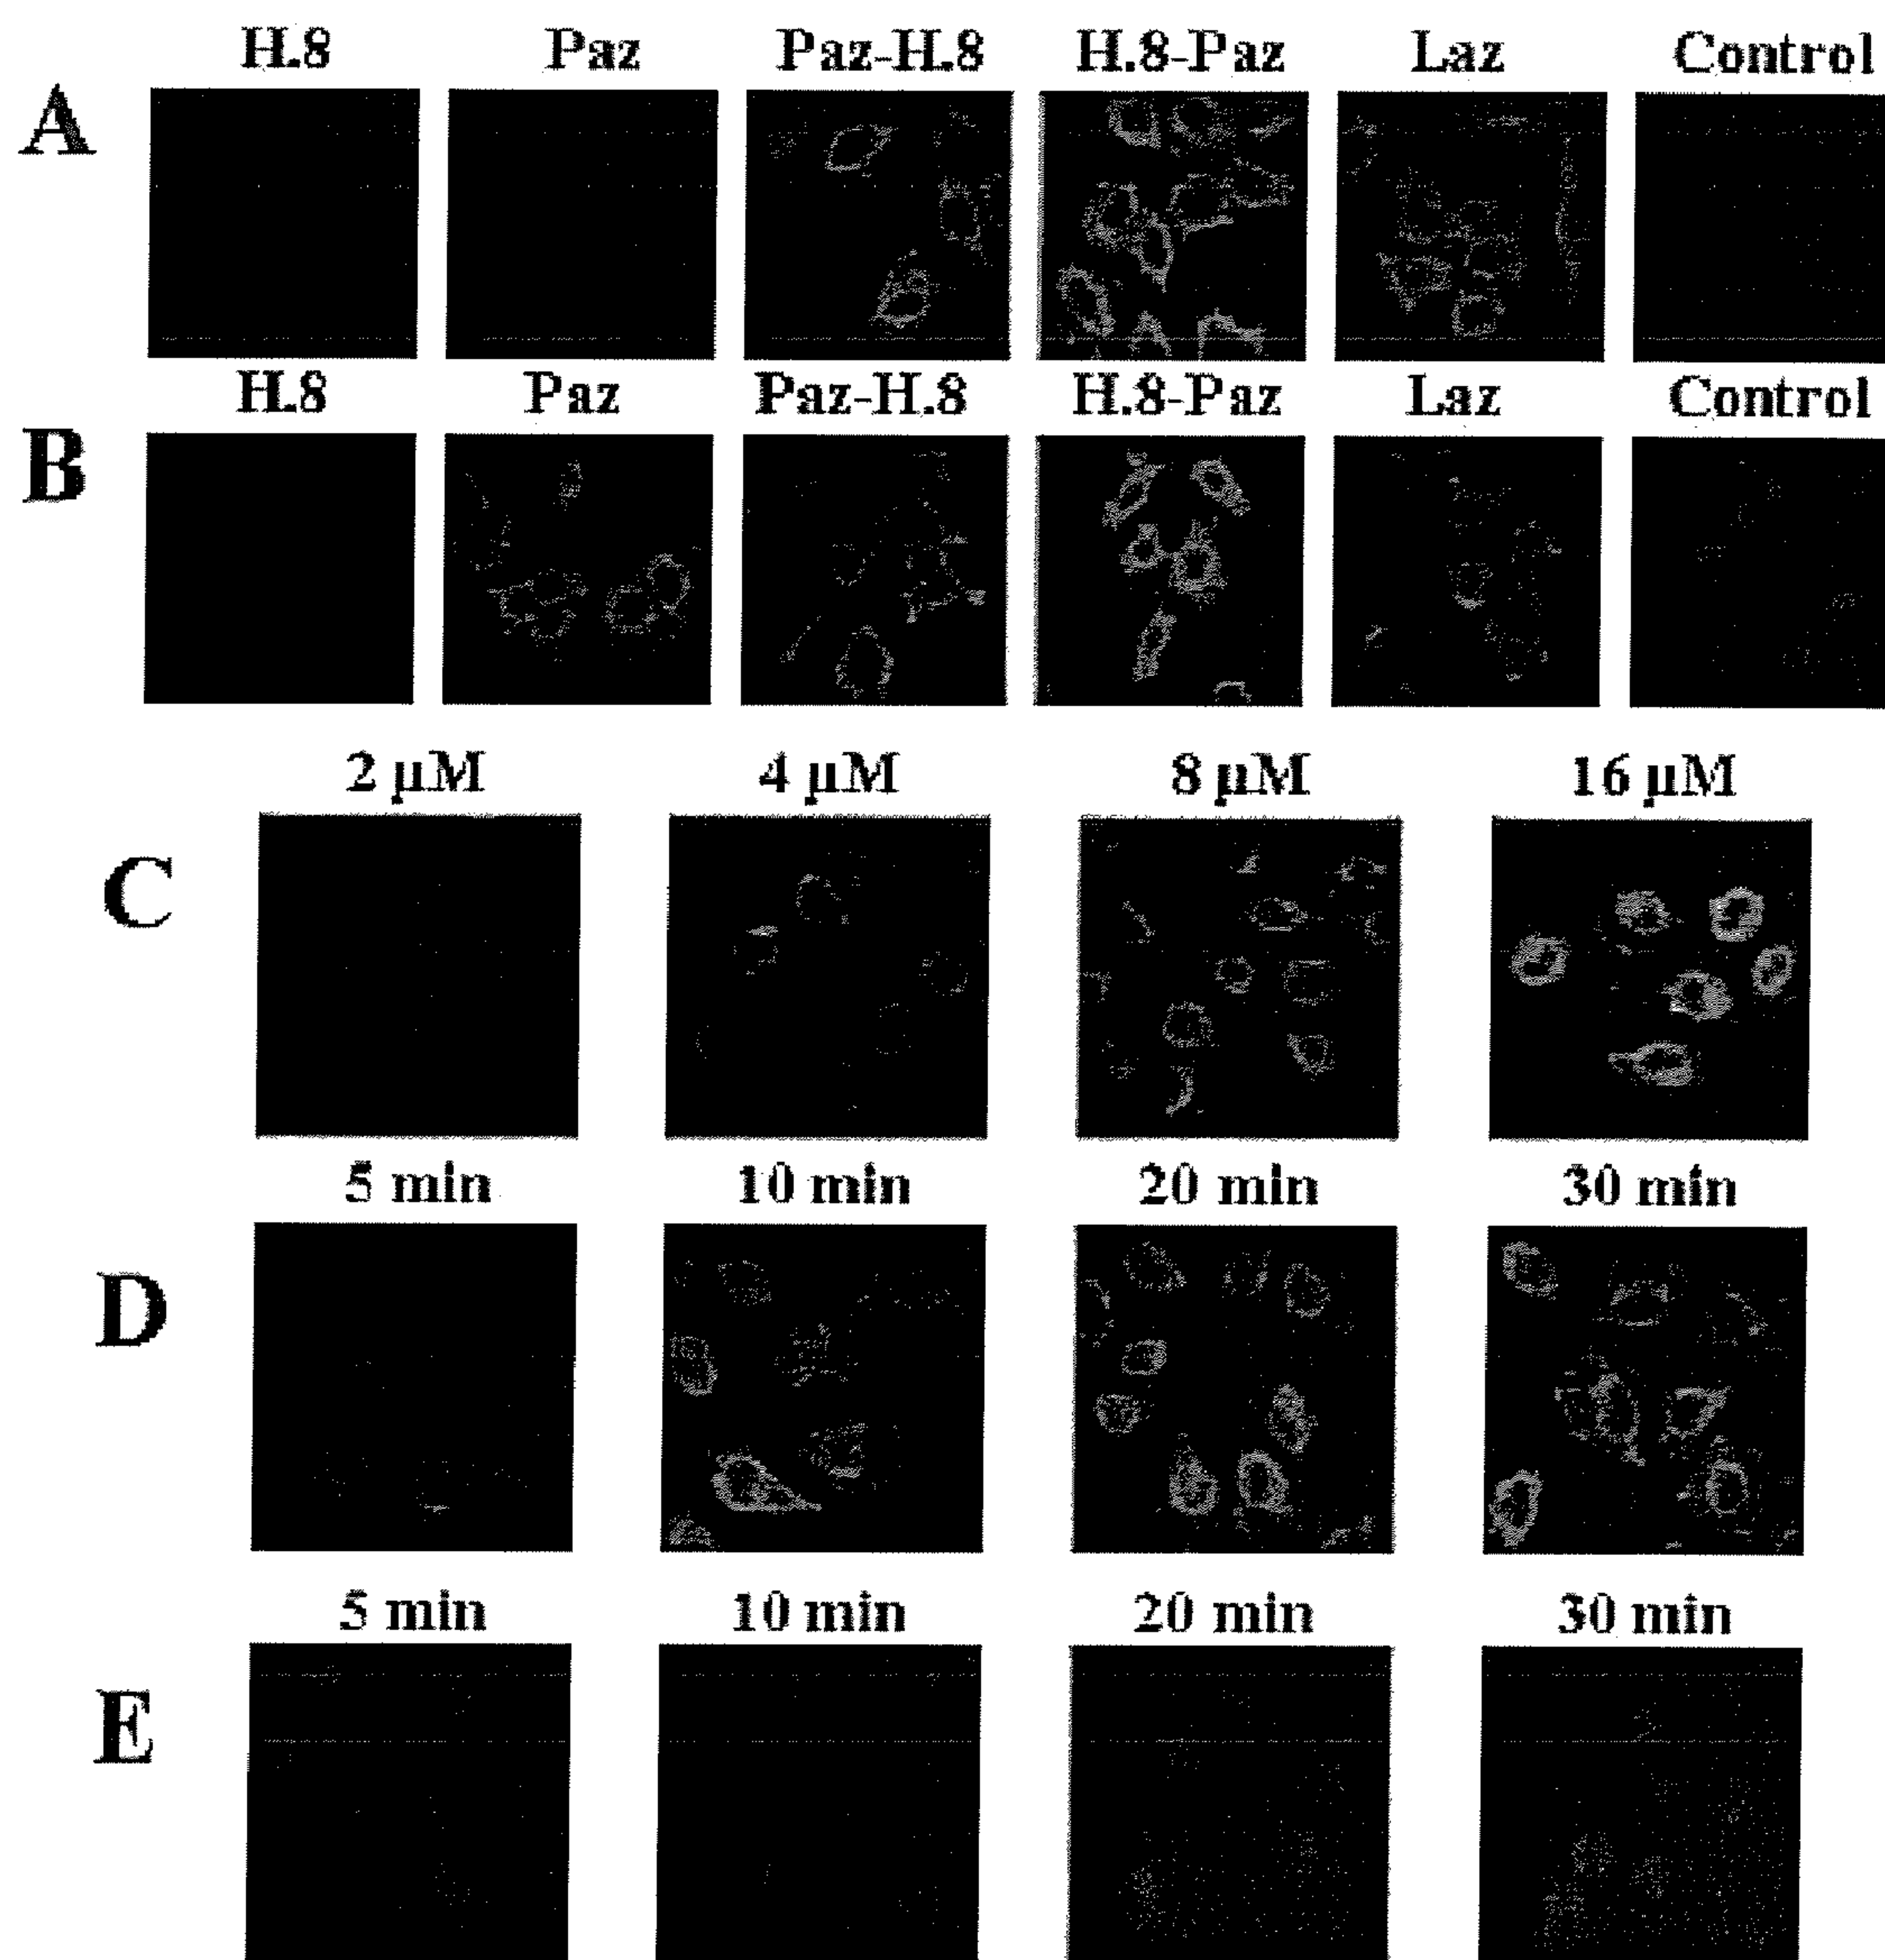 H.8 Paz Paz-H.8 H.8-Paz Laz Control
A
H.8 Paz Paz-H.8 H.8-Paz Laz Control
B
2 µM 4 µM 8 µM 16 µM
C
5 min 10 min 20 min 30 min
D
5 min 10 min 20 min 30 min
E